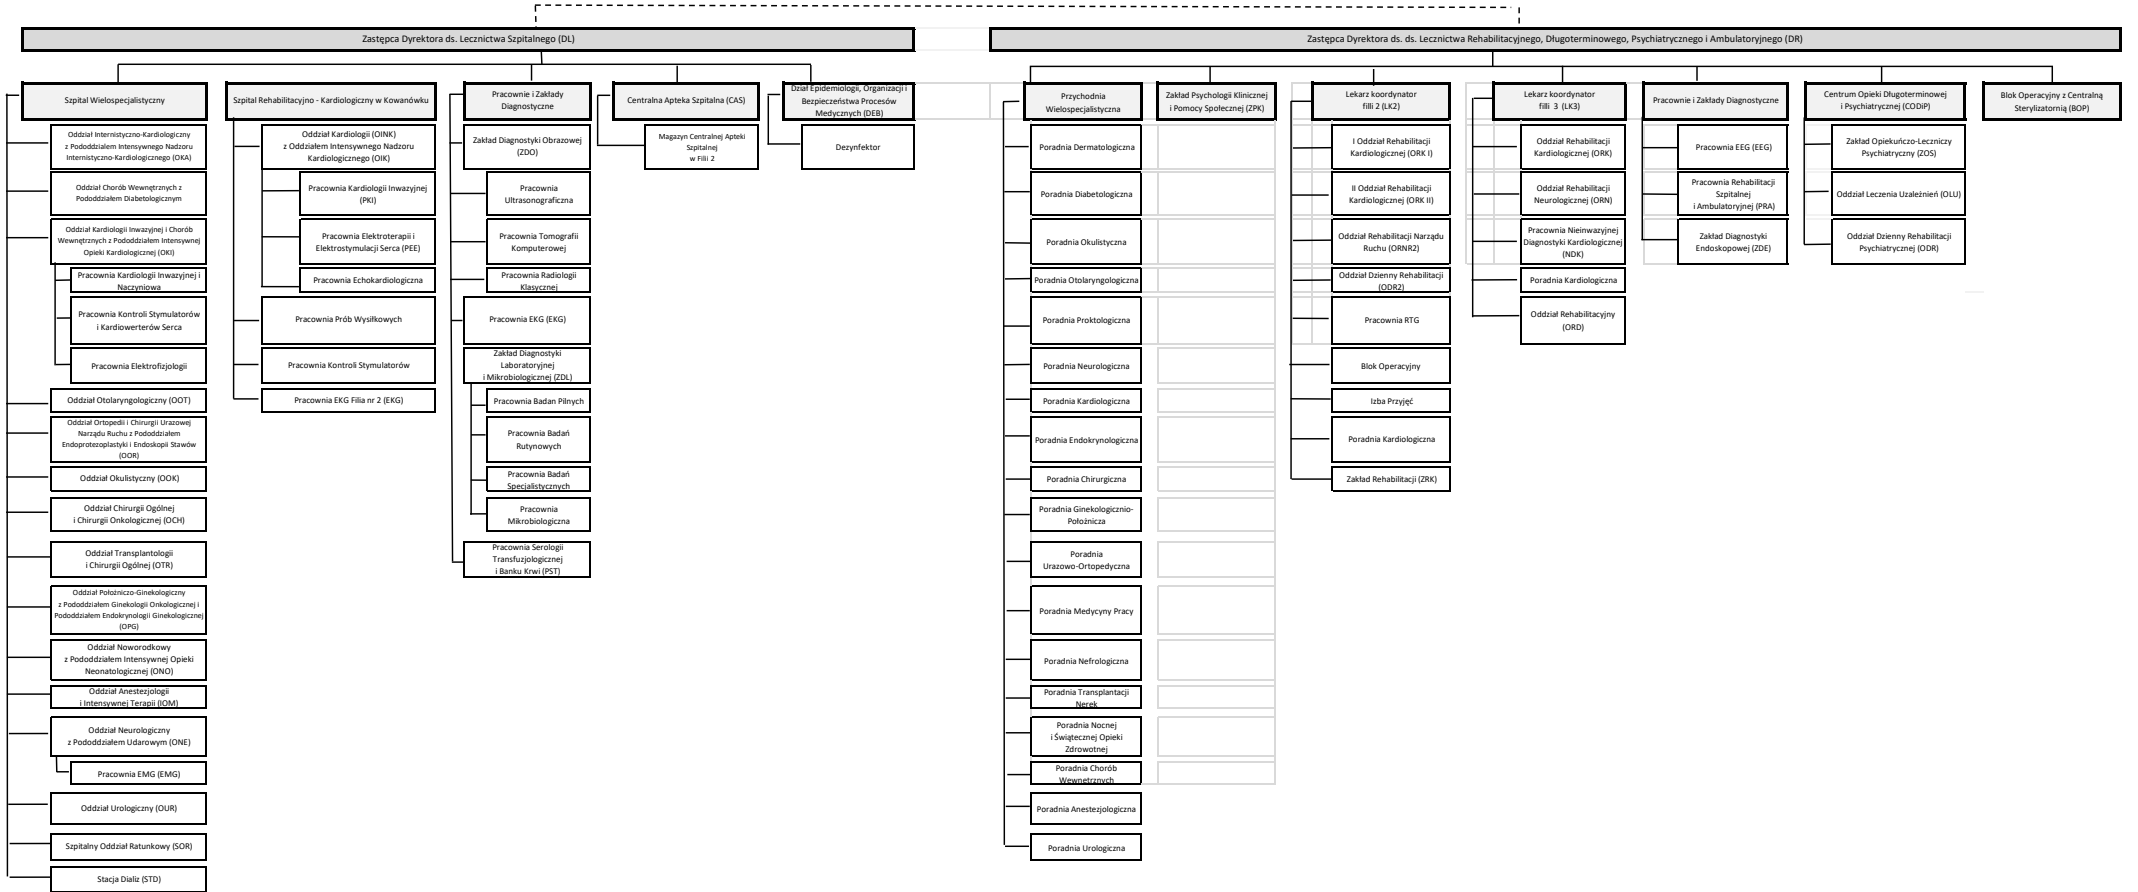 Zastępca Dyrektora ds. Lecznictwa Szpitalnego (DL)
Szpital Wielospecjalistyczny
Oddział Internistyczno-Kardiologiczny
z Pododdzialem Intensywnego Nadzoru
Internistyczno-Kardiologicznego (OKA)
Oddział Chorób Wewnętrznych z
Pododdziałem Diabetologicznym
Oddział Kardiologii Inwazyjnej i Chorób
Wewnętrznych z Pododdziałem Intensywnej
Opieki Kardiologicznej (OKI)
Pracownia Kardiologii Inwazyjnej i
Naczyniowa
Pracownia Kontroli Stymulatorów
i Kardiowerterów Serca
Pracownia Elektrofizjologii
Oddział Otolaryngologiczny (OOT)
Oddział Ortopedii i Chirurgii Urazowej
Narządu Ruchu z Pododdziałem
Endoprotezoplastyki i Endoskopii Stawów
(OOR)
Oddział Okulistyczny (OOK)
Oddział Chirurgii Ogólnej
i Chirurgii Onkologicznej (OCH)
Oddział Transplantologii
i Chirurgii Ogólnej (OTR)
Oddział Położniczo-Ginekologiczny
z Pododdziałem Ginekologii Onkologicznej i
Pododdziałem Endokrynologii Ginekologicznej
(OPG)
Oddział Noworodkowy
z Pododdziałem Intensywnej Opieki
Neonatologicznej (ONO)
Oddział Anestezjologii
i Intensywnej Terapii (IOM)
Oddział Neurologiczny
z Pododdziałem Udarowym (ONE)
Pracownia EMG (EMG)
Oddział Urologiczny (OUR)
Szpitalny Oddział Ratunkowy (SOR)
Stacja Dializ (STD)
Szpital Rehabilitacyjno - Kardiologiczny w Kowanówku
Oddział Kardiologii (OINK)
z Oddziałem Intensywnego Nadzoru
Kardiologicznego (OIK)
Pracownia Kardiologii Inwazyjnej
(PKI)
Pracownia Elektroterapii i
Elektrostymulacji Serca (PEE)
Pracownia Echokardiologiczna
Pracownia Prób Wysiłkowych
Pracownia Kontroli Stymulatorów
Pracownia EKG Filia nr 2 (EKG)
Pracownie i Zakłady
Diagnostyczne
Zakład Diagnostyki Obrazowej
(ZDO)
Pracownia
Ultrasonograficzna
Pracownia Tomografii
Komputerowej
Pracownia Radiologii
Klasycznej
Pracownia EKG (EKG)
Zakład Diagnostyki
Laboratoryjnej
i Mikrobiologicznej (ZDL)
Pracownia Badan Pilnych
Pracownia Badań
Rutynowych
Pracownia Badań
Specjalistycznych
Pracownia
Mikrobiologiczna
Pracownia Serologii
Transfuzjologicznej
i Banku Krwi (PST)
Centralna Apteka Szpitalna (CAS)
Magazyn Centralnej Apteki
Szpitalnej
w Filii 2
Dział Epidemiologii, Organizacji i
Bezpieczeństwa Procesów
Medycznych (DEB)
Dezynfektor
Zastępca Dyrektora ds. ds. Lecznictwa Rehabilitacyjnego, Długoterminowego, Psychiatrycznego i Ambulatoryjnego (DR)
Przychodnia
Wielospecjalistyczna
Poradnia Dermatologiczna
Poradnia Diabetologiczna
Poradnia Okulistyczna
Poradnia Otolaryngologiczna
Poradnia Proktologiczna
Poradnia Neurologiczna
Poradnia Kardiologiczna
Poradnia Endokrynologiczna
Poradnia Chirurgiczna
Poradnia Ginekologicznio-
Położnicza
Poradnia
Urazowo-Ortopedyczna
Poradnia Medycyny Pracy
Poradnia Nefrologiczna
Poradnia Transplantacji
Nerek
Poradnia Nocnej
i Świątecznej Opieki
Zdrowotnej
Poradnia Chorób
Wewnętrznych
Poradnia Anestezjologiczna
Poradnia Urologiczna
Zakład Psychologii Klinicznej
i Pomocy Społecznej (ZPK)
Lekarz koordynator
filli 2 (LK2)
I Oddział Rehabilitacji
Kardiologicznej (ORK I)
II Oddział Rehabilitacji
Kardiologicznej (ORK II)
Oddział Rehabilitacji Narządu
Ruchu (ORNR2)
Oddział Dzienny Rehabilitacji
(ODR2)
Pracownia RTG
Blok Operacyjny
Izba Przyjęć
Poradnia Kardiologiczna
Zakład Rehabilitacji (ZRK)
Lekarz koordynator
filli 3 (LK3)
Oddział Rehabilitacji
Kardiologicznej (ORK)
Oddział Rehabilitacji
Neurologicznej (ORN)
Pracownia Nieinwazyjnej
Diagnostyki Kardiologicznej
(NDK)
Poradnia Kardiologiczna
Oddział Rehabilitacyjny
(ORD)
Pracownie i Zakłady Diagnostyczne
Pracownia EEG (EEG)
Pracownia Rehabilitacji
Szpitalnej
i Ambulatoryjnej (PRA)
Zakład Diagnostyki
Endoskopowej (ZDE)
Centrum Opieki Długoterminowej
i Psychiatrycznej (CODiP)
Zakład Opiekuńczo-Leczniczy
Psychiatryczny (ZOS)
Oddział Leczenia Uzależnień (OLU)
Oddział Dzienny Rehabilitacji
Psychiatrycznej (ODR)
Blok Operacyjny z Centralną
Sterylizatornią (BOP)